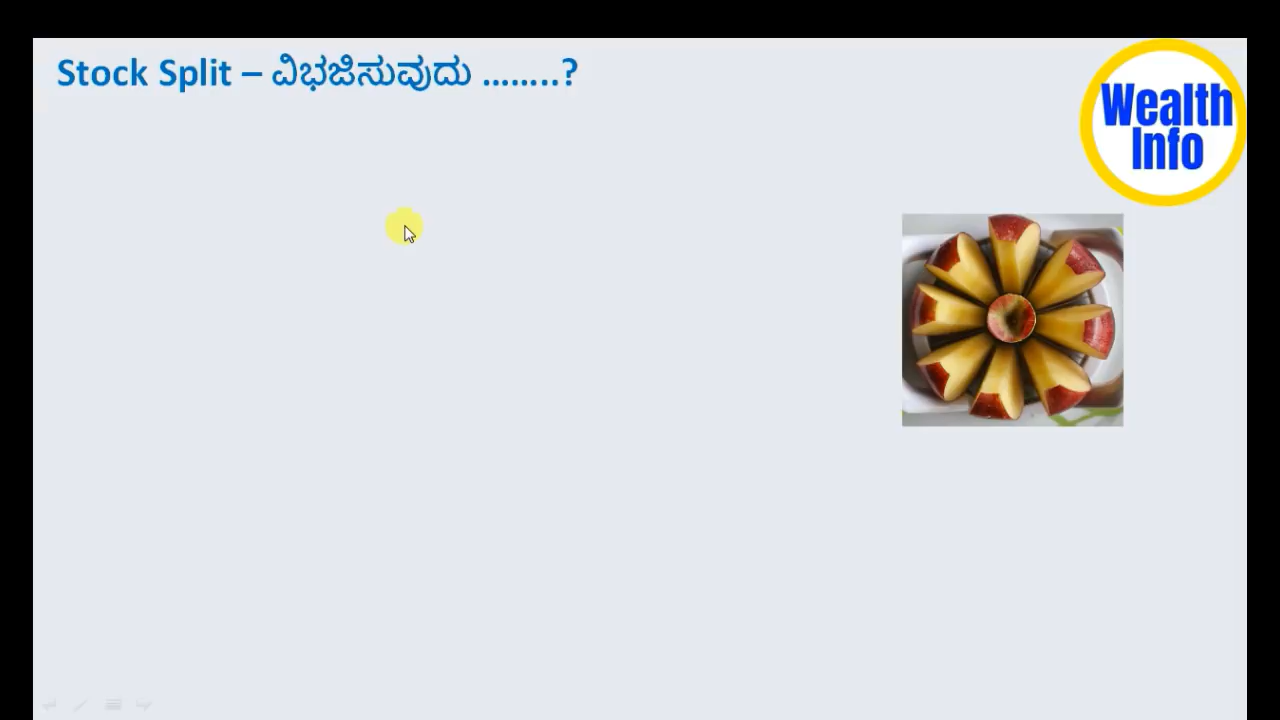 Stock Split – ವಿಭಜಿಸುವುದು ........?
Wealth
Info